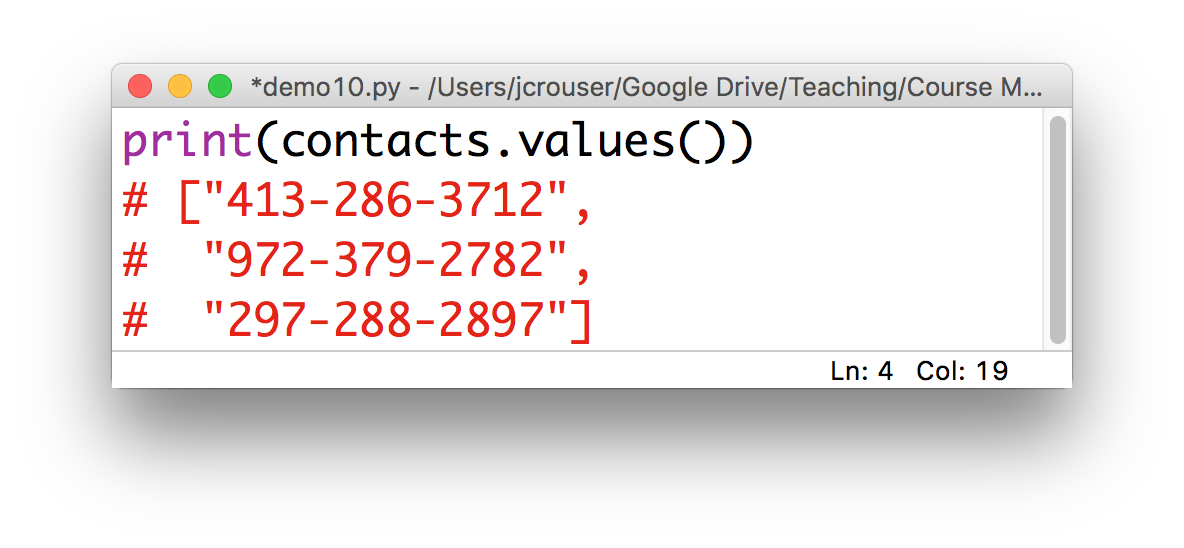 *demo10.py - /Users/jcrouser/Google Drive/Teaching/Course M...
print(contacts.values())
# ["413-286-3712",
#  "972-379-2782",
#  "297-288-2897"]
Ln: 4  Col: 19